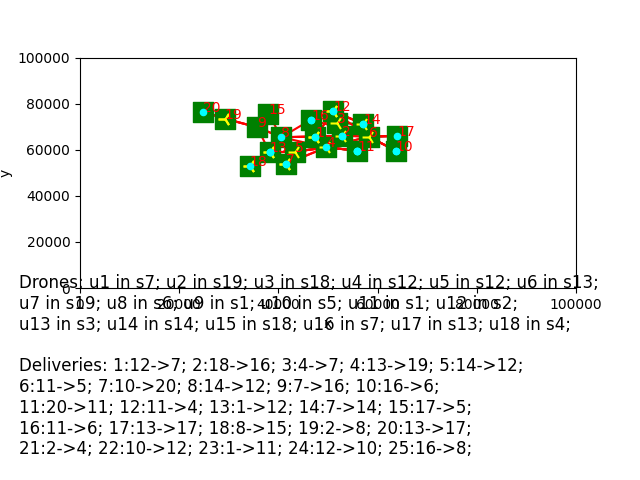 100000
80000
60000
40000
20000
0
y
0 20000 40000 60000 80000 100000
x
Drones: u1 in s7; u2 in s19; u3 in s18; u4 in s12; u5 in s12; u6 in s13;
u7 in s19; u8 in s6; u9 in s1; u10 in s5; u11 in s1; u12 in s2;
u13 in s3; u14 in s14; u15 in s18; u16 in s7; u17 in s13; u18 in s4;
Deliveries: 1:12->7; 2:18->16; 3:4->7; 4:13->19; 5:14->12;
6:11->5; 7:10->20; 8:14->12; 9:7->16; 10:16->6;
11:20->11; 12:11->4; 13:1->12; 14:7->14; 15:17->5;
16:11->6; 17:13->17; 18:8->15; 19:2->8; 20:13->17;
21:2->4; 22:10->12; 23:1->11; 24:12->10; 25:16->8;